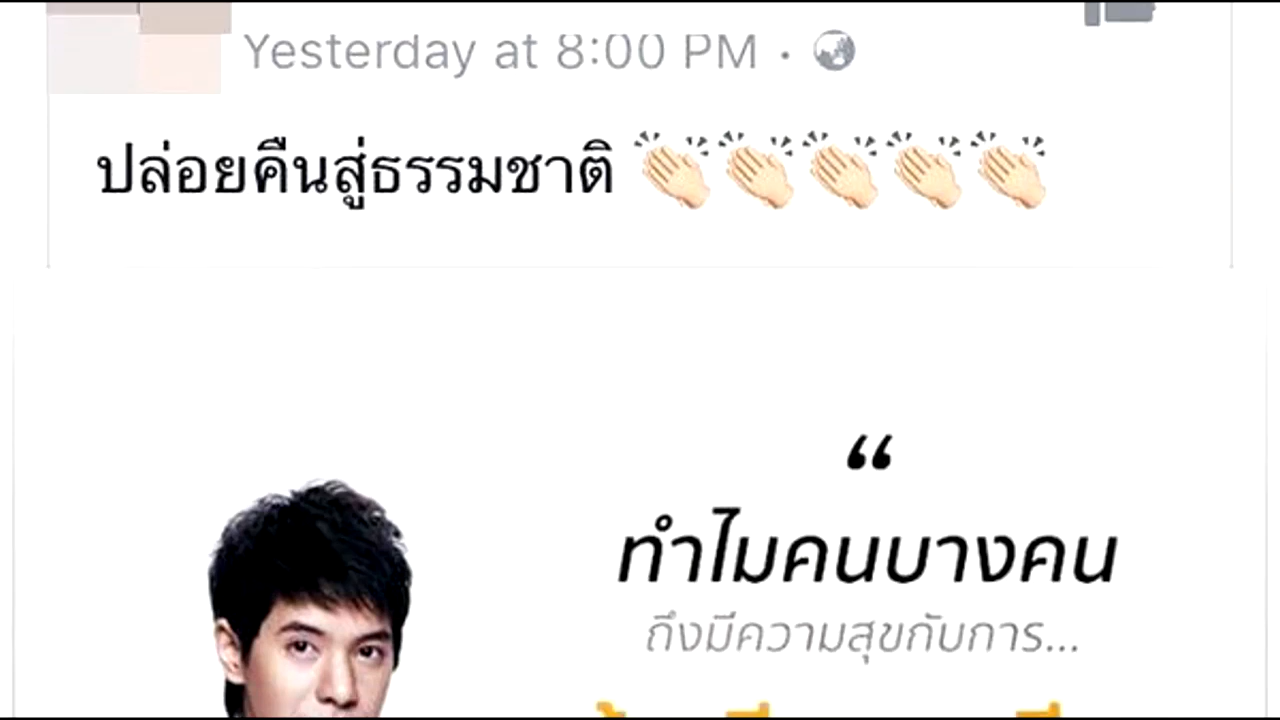 Yesterday at 8:00 PM ·
ปล่อยคืนสู่ธรรมชาติ 👏🏻👏🏻👏🏻👏🏻👏🏻
“
ทำไมคนบางคน
ถึงมีความสุขกับการ...